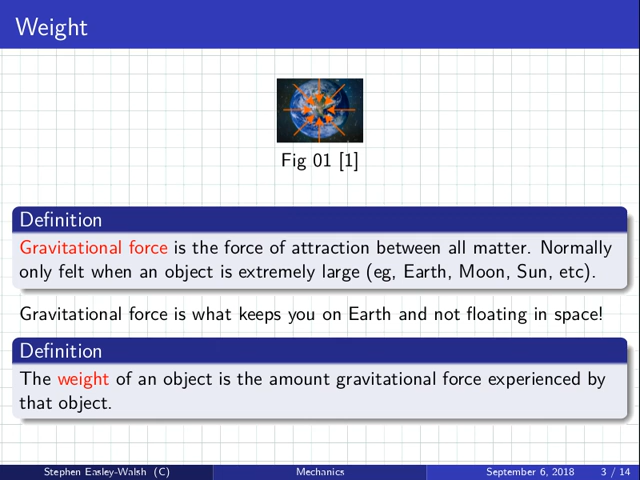 Weight
Fig 01 [1]
Definition
Gravitational force is the force of attraction between all matter. Normally
only felt when an object is extremely large (eg, Earth, Moon, Sun, etc).
Gravitational force is what keeps you on Earth and not floating in space!
Definition
The weight of an object is the amount gravitational force experienced by
that object.
Stephen Easley-Walsh (C) Mechanics September 6, 2018 3 / 14